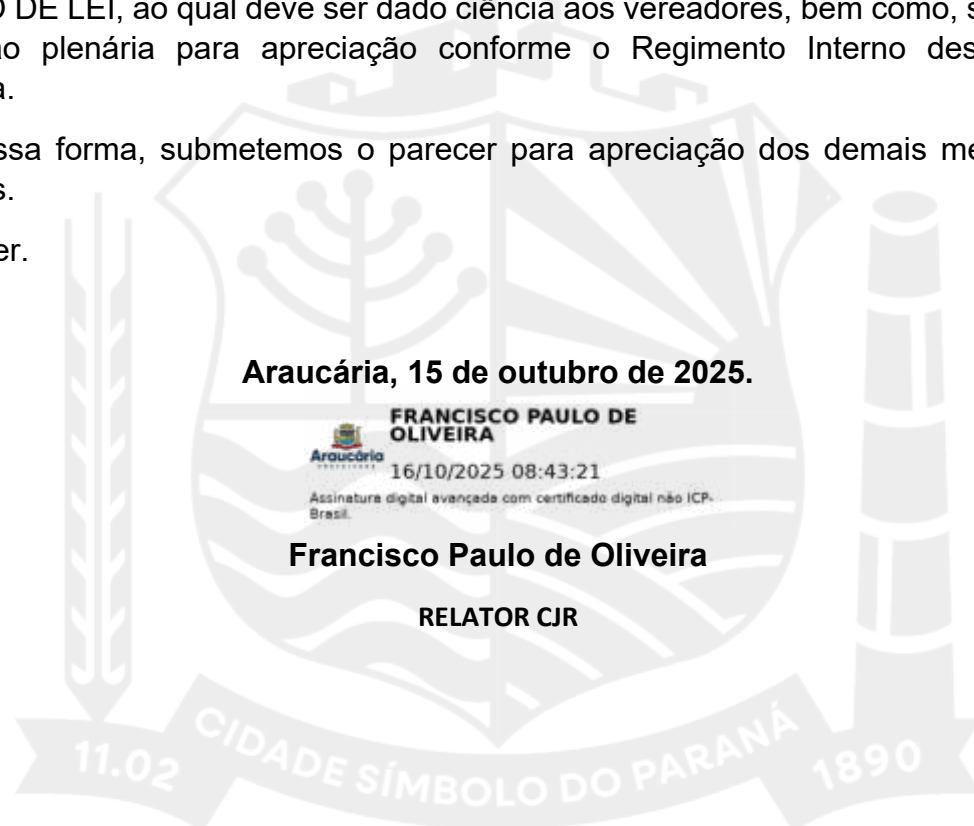 O DE LEI, ao qual deve ser dado ciência aos vereadores, bem como, s
ão plenária para apreciação conforme o Regimento Interno des
a.
ssa forma, submetemos o parecer para apreciação dos demais me
s.
er.
Araucária, 15 de outubro de 2025.
FRANCISCO PAULO DE
OLIVEIRA
Araucária
PREFEITURA
16/10/2025 08:43:21
Assinatura digital avançada com certificado digital não ICP-
Brasil.
Francisco Paulo de Oliveira
RELATOR CJR
11.02 CIDADE SÍMBOLO DO PARANÁ 1890